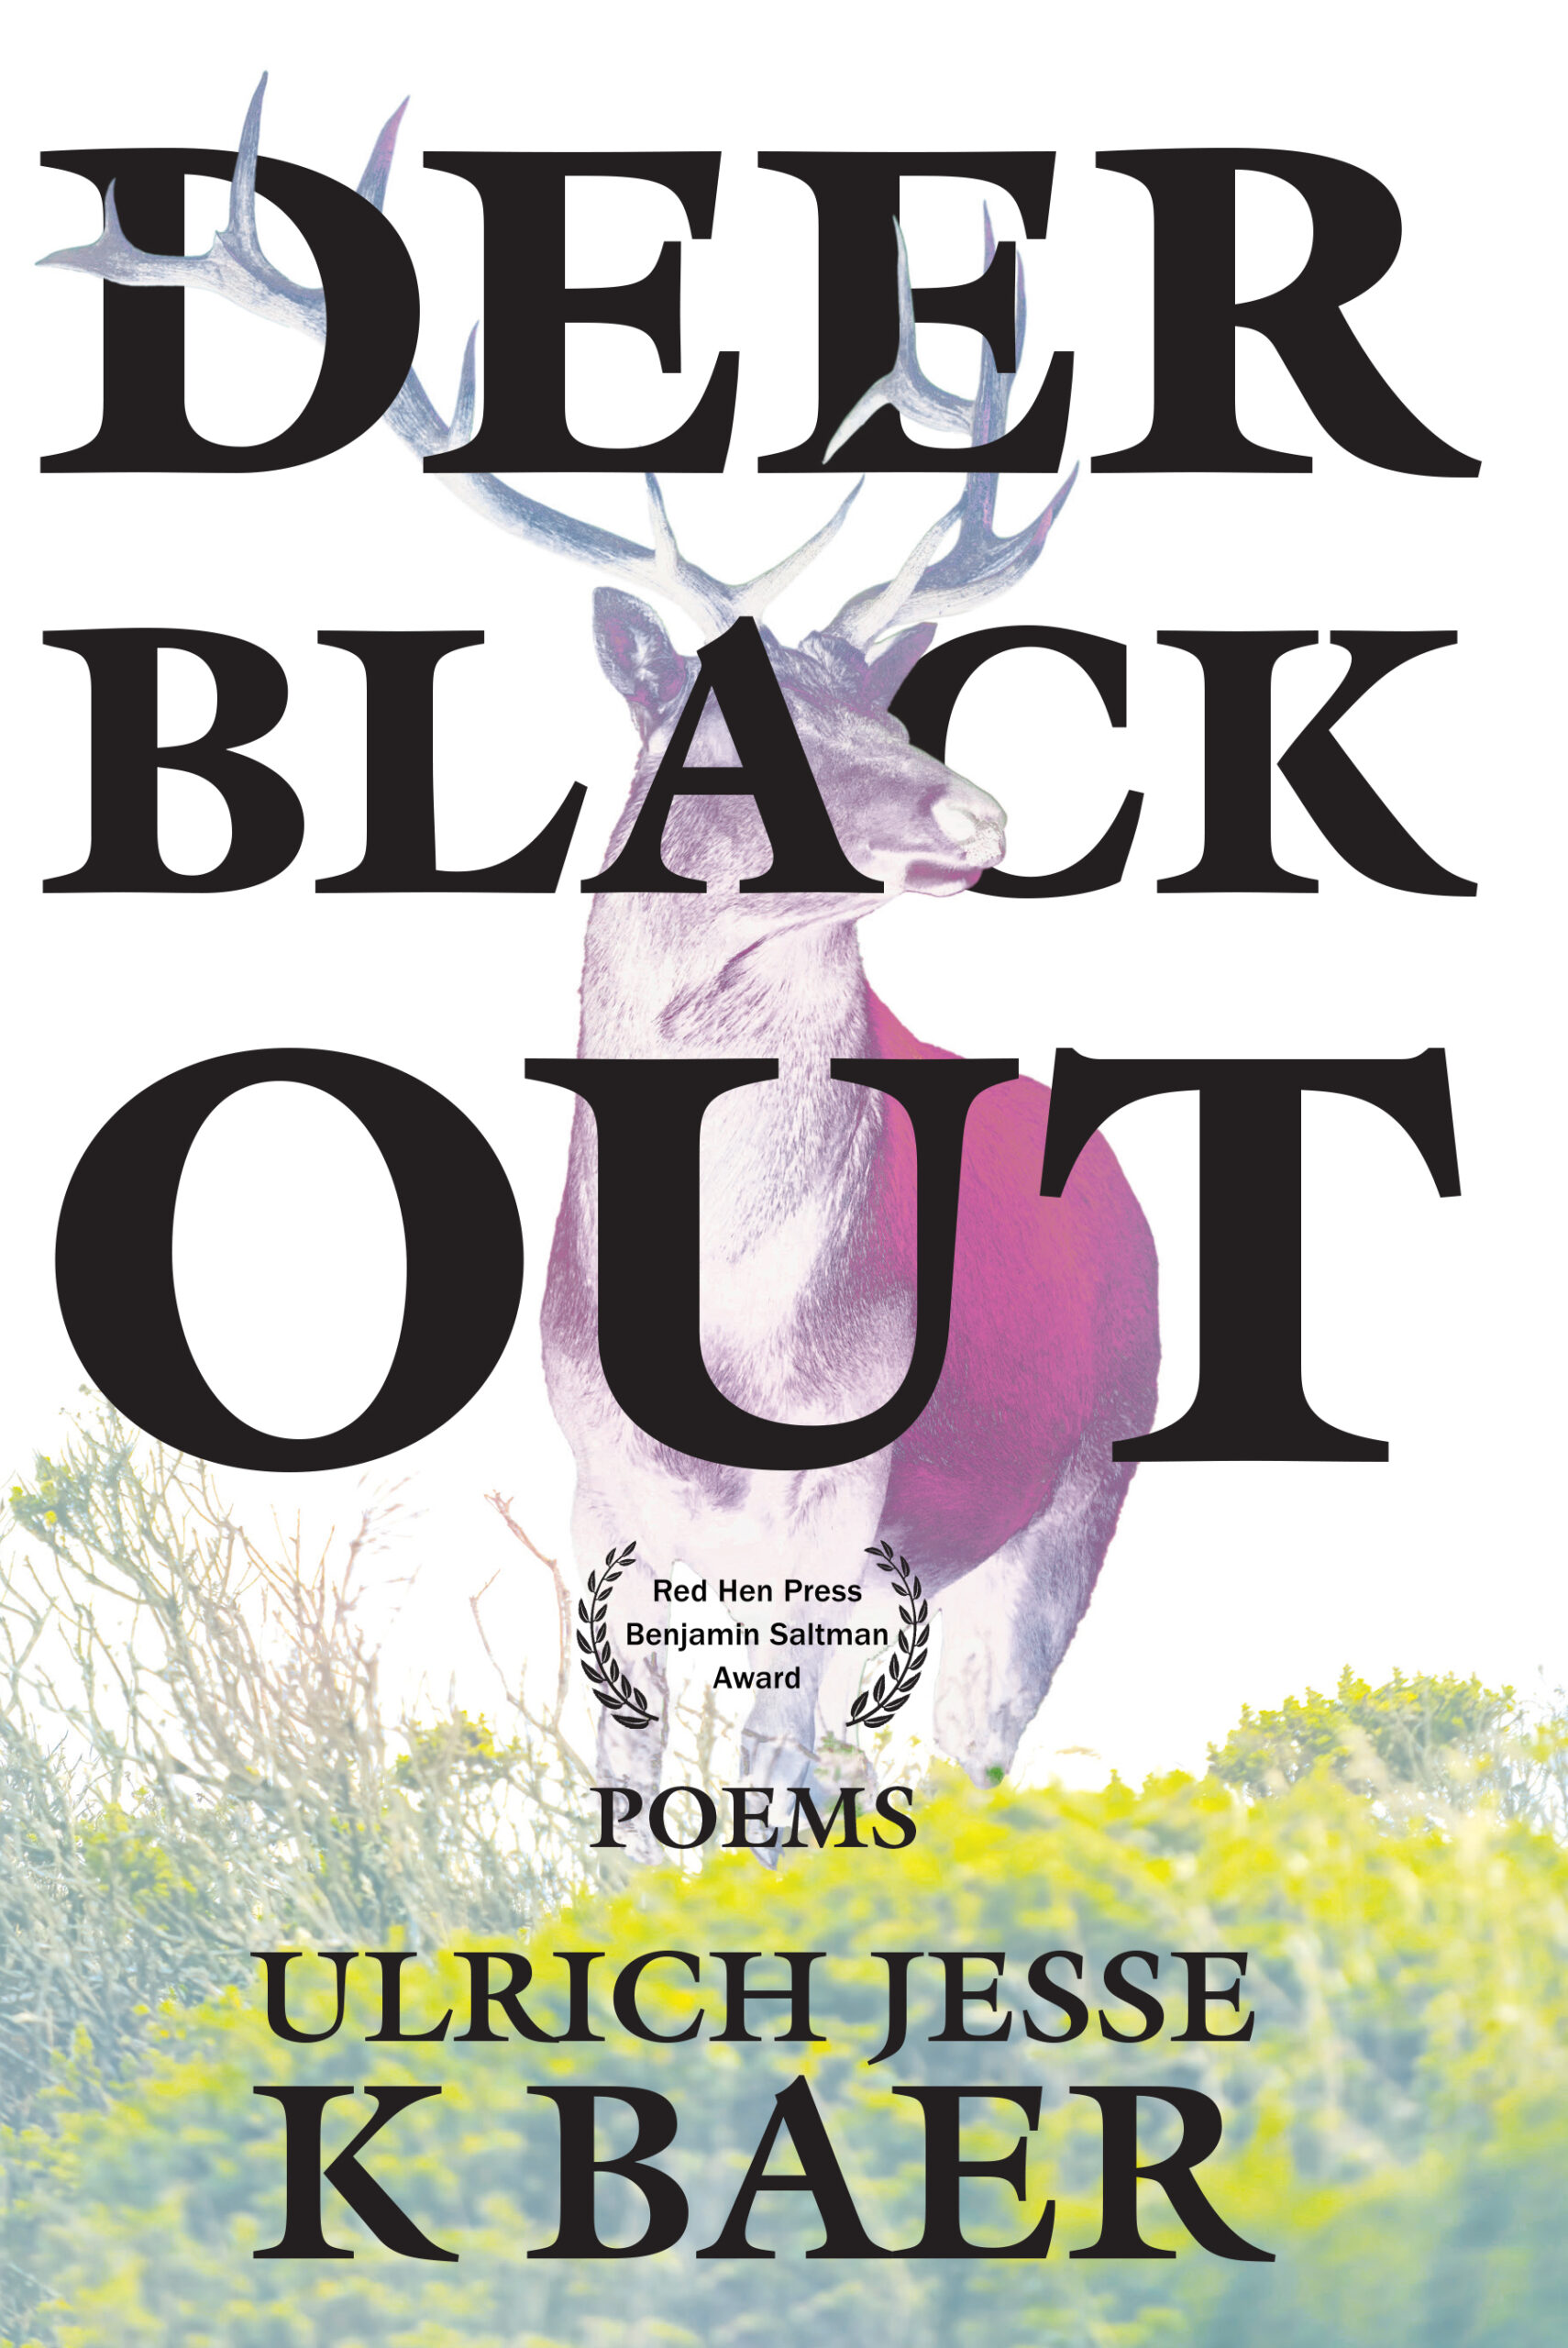 DEER
BLACK
OUT
Red Hen Press
Benjamin Saltman
Award
POEMS
ULRICH JESSE
K BAER